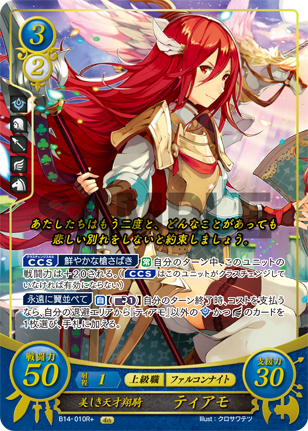 3
2
あたしたちはもう二度と、どんなことがあっても
悲しい別れをしないと約束しましょう…
CCS 鮮やかな槍さばき 常 自分のターン中、このユニットの
戦闘力は＋20される。（CCSはこのユニットがクラスチェンジして
いなければ有効にならない）
永遠に翼並べて 自 自分のターン終了時、コストを支払う
なら、自分の退避エリアから『ティアモ』以外の かつ のカードを
1枚選び、手札に加える。
戦闘力
50
射程 1
上級職
ファルコンナイト
支援力
30
美しき天才翔騎 ティアモ
B14-010R+
Illust：クロサワテツ